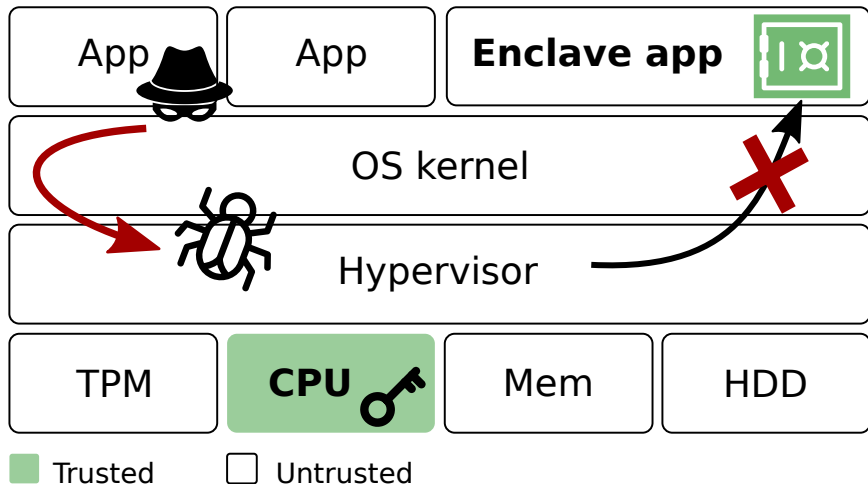 App App Enclave app
OS kernel
Hypervisor
TPM CPU Mem HDD
Trusted Untrusted